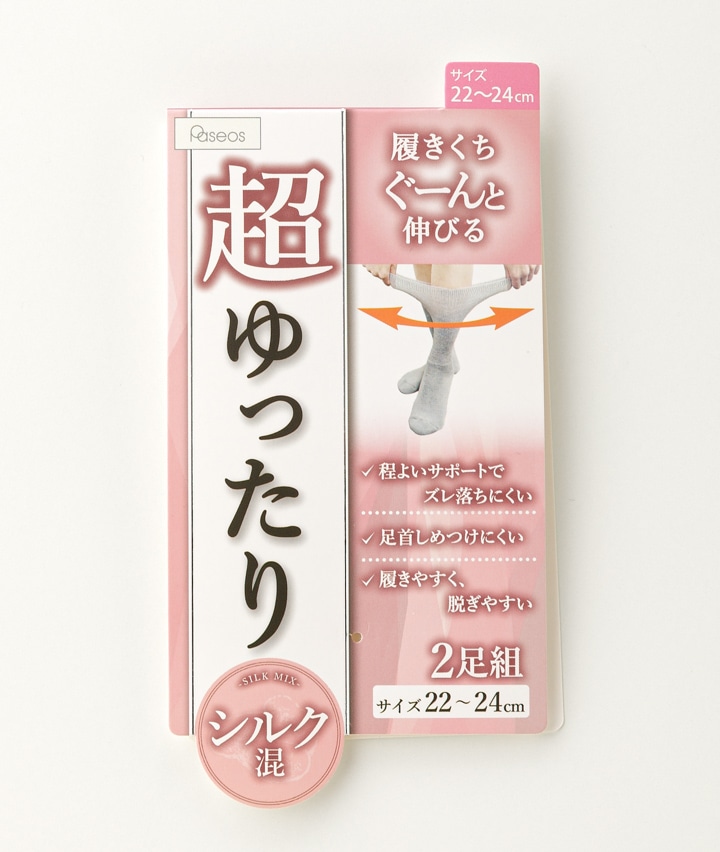 サイズ
22〜24cm
Paseos
超ゆったり
履きくち
ぐーんと
伸びる
✓程よいサポートで
ズレ落ちにくい
✓足首しめつけにくい
✓履きやすく、
脱ぎやすい
2足組
サイズ22〜24cm
-SILK MIX-
シルク
混